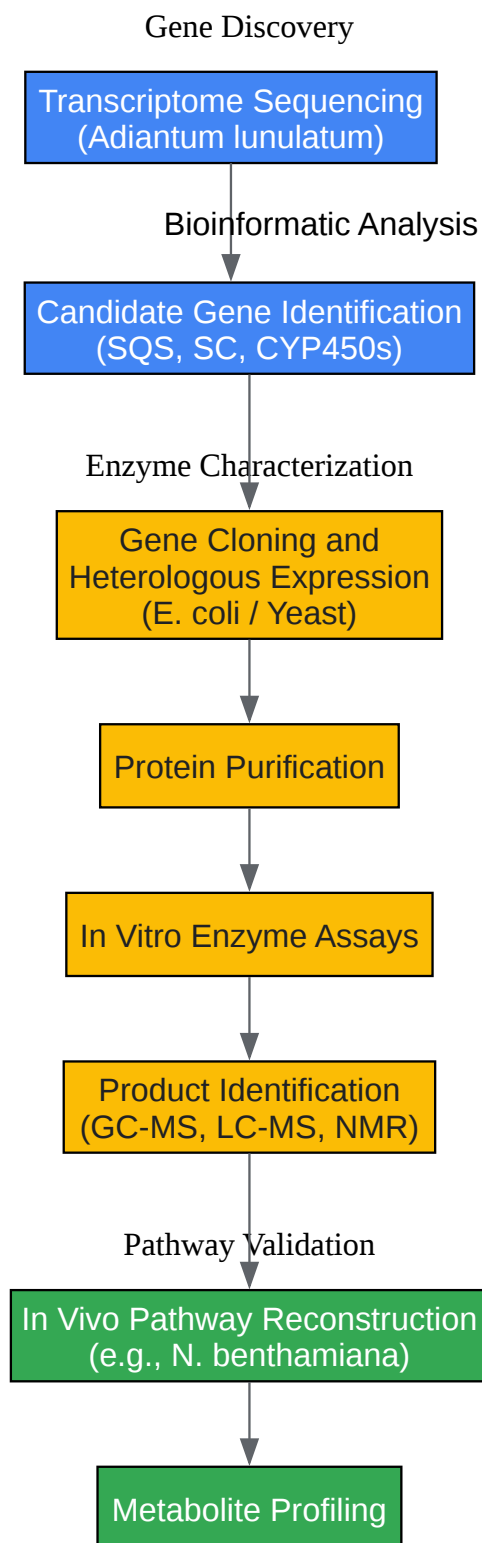 Gene Discovery
Transcriptome Sequencing
(Adiantum lunulatum)
Bioinformatic Analysis
Candidate Gene Identification
(SQS, SC, CYP450s)
Enzyme Characterization
Gene Cloning and
Heterologous Expression
(E. coli / Yeast)
Protein Purification
In Vitro Enzyme Assays
Product Identification
(GC-MS, LC-MS, NMR)
Pathway Validation
In Vivo Pathway Reconstruction
(e.g., N. benthamiana)
Metabolite Profiling